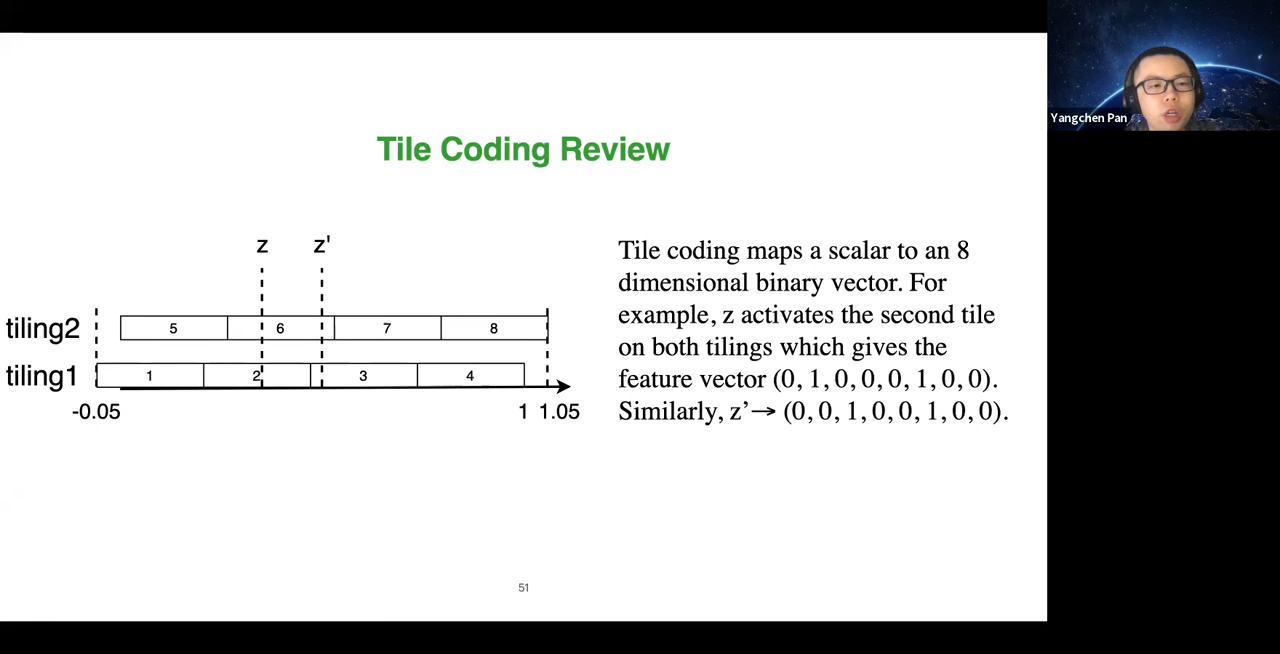 Yangchen Pan
Tile Coding Review
z z'
tiling2 5 6 7 8
tiling1 1 2 3 4
-0.05 1 1.05
Tile coding maps a scalar to an 8
dimensional binary vector. For
example, z activates the second tile
on both tilings which gives the
feature vector (0, 1, 0, 0, 0, 1, 0, 0).
Similarly, z’→ (0, 0, 1, 0, 0, 1, 0, 0).
51